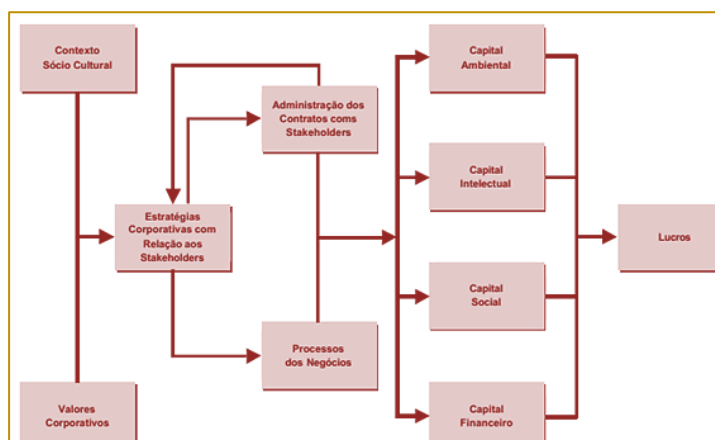 Contexto
Sócio Cultural
Valores
Corporativos
Estratégias
Corporativas com
Relação aos
Stakeholders
Administração dos
Contratos coms
Stakeholders
Processos
dos Negócios
Capital
Ambiental
Capital
Intelectual
Capital
Social
Capital
Financeiro
Lucros